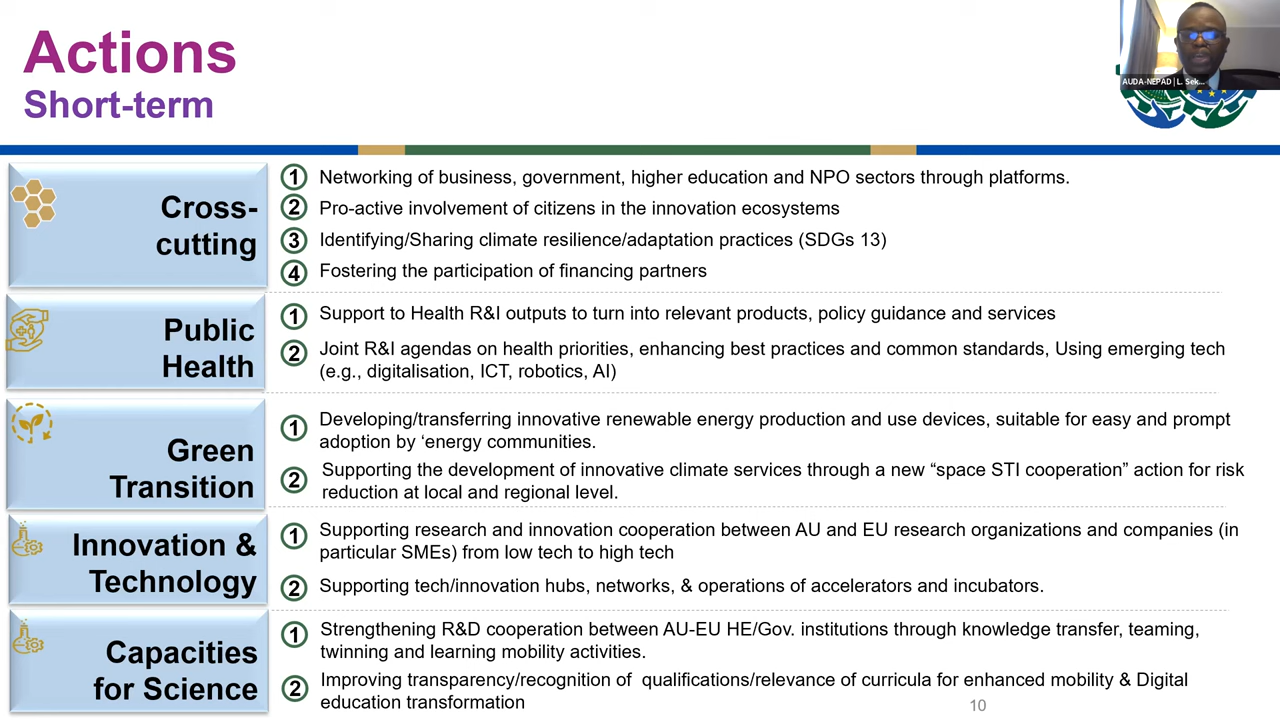 Actions
Short-term
AUDA-NEPAD | L. Sek...
Cross-
cutting
1 Networking of business, government, higher education and NPO sectors through platforms.
2 Pro-active involvement of citizens in the innovation ecosystems
3 Identifying/Sharing climate resilience/adaptation practices (SDGs 13)
4 Fostering the participation of financing partners
Public
Health
1 Support to Health R&I outputs to turn into relevant products, policy guidance and services
2 Joint R&I agendas on health priorities, enhancing best practices and common standards, Using emerging tech
(e.g., digitalisation, ICT, robotics, AI)
Green
Transition
1 Developing/transferring innovative renewable energy production and use devices, suitable for easy and prompt
adoption by ‘energy communities.
2 Supporting the development of innovative climate services through a new “space STI cooperation” action for risk
reduction at local and regional level.
Innovation &
Technology
1 Supporting research and innovation cooperation between AU and EU research organizations and companies (in
particular SMEs) from low tech to high tech
2 Supporting tech/innovation hubs, networks, & operations of accelerators and incubators.
Capacities
for Science
1 Strengthening R&D cooperation between AU-EU HE/Gov. institutions through knowledge transfer, teaming,
twinning and learning mobility activities.
2 Improving transparency/recognition of  qualifications/relevance of curricula for enhanced mobility & Digital
education transformation
10